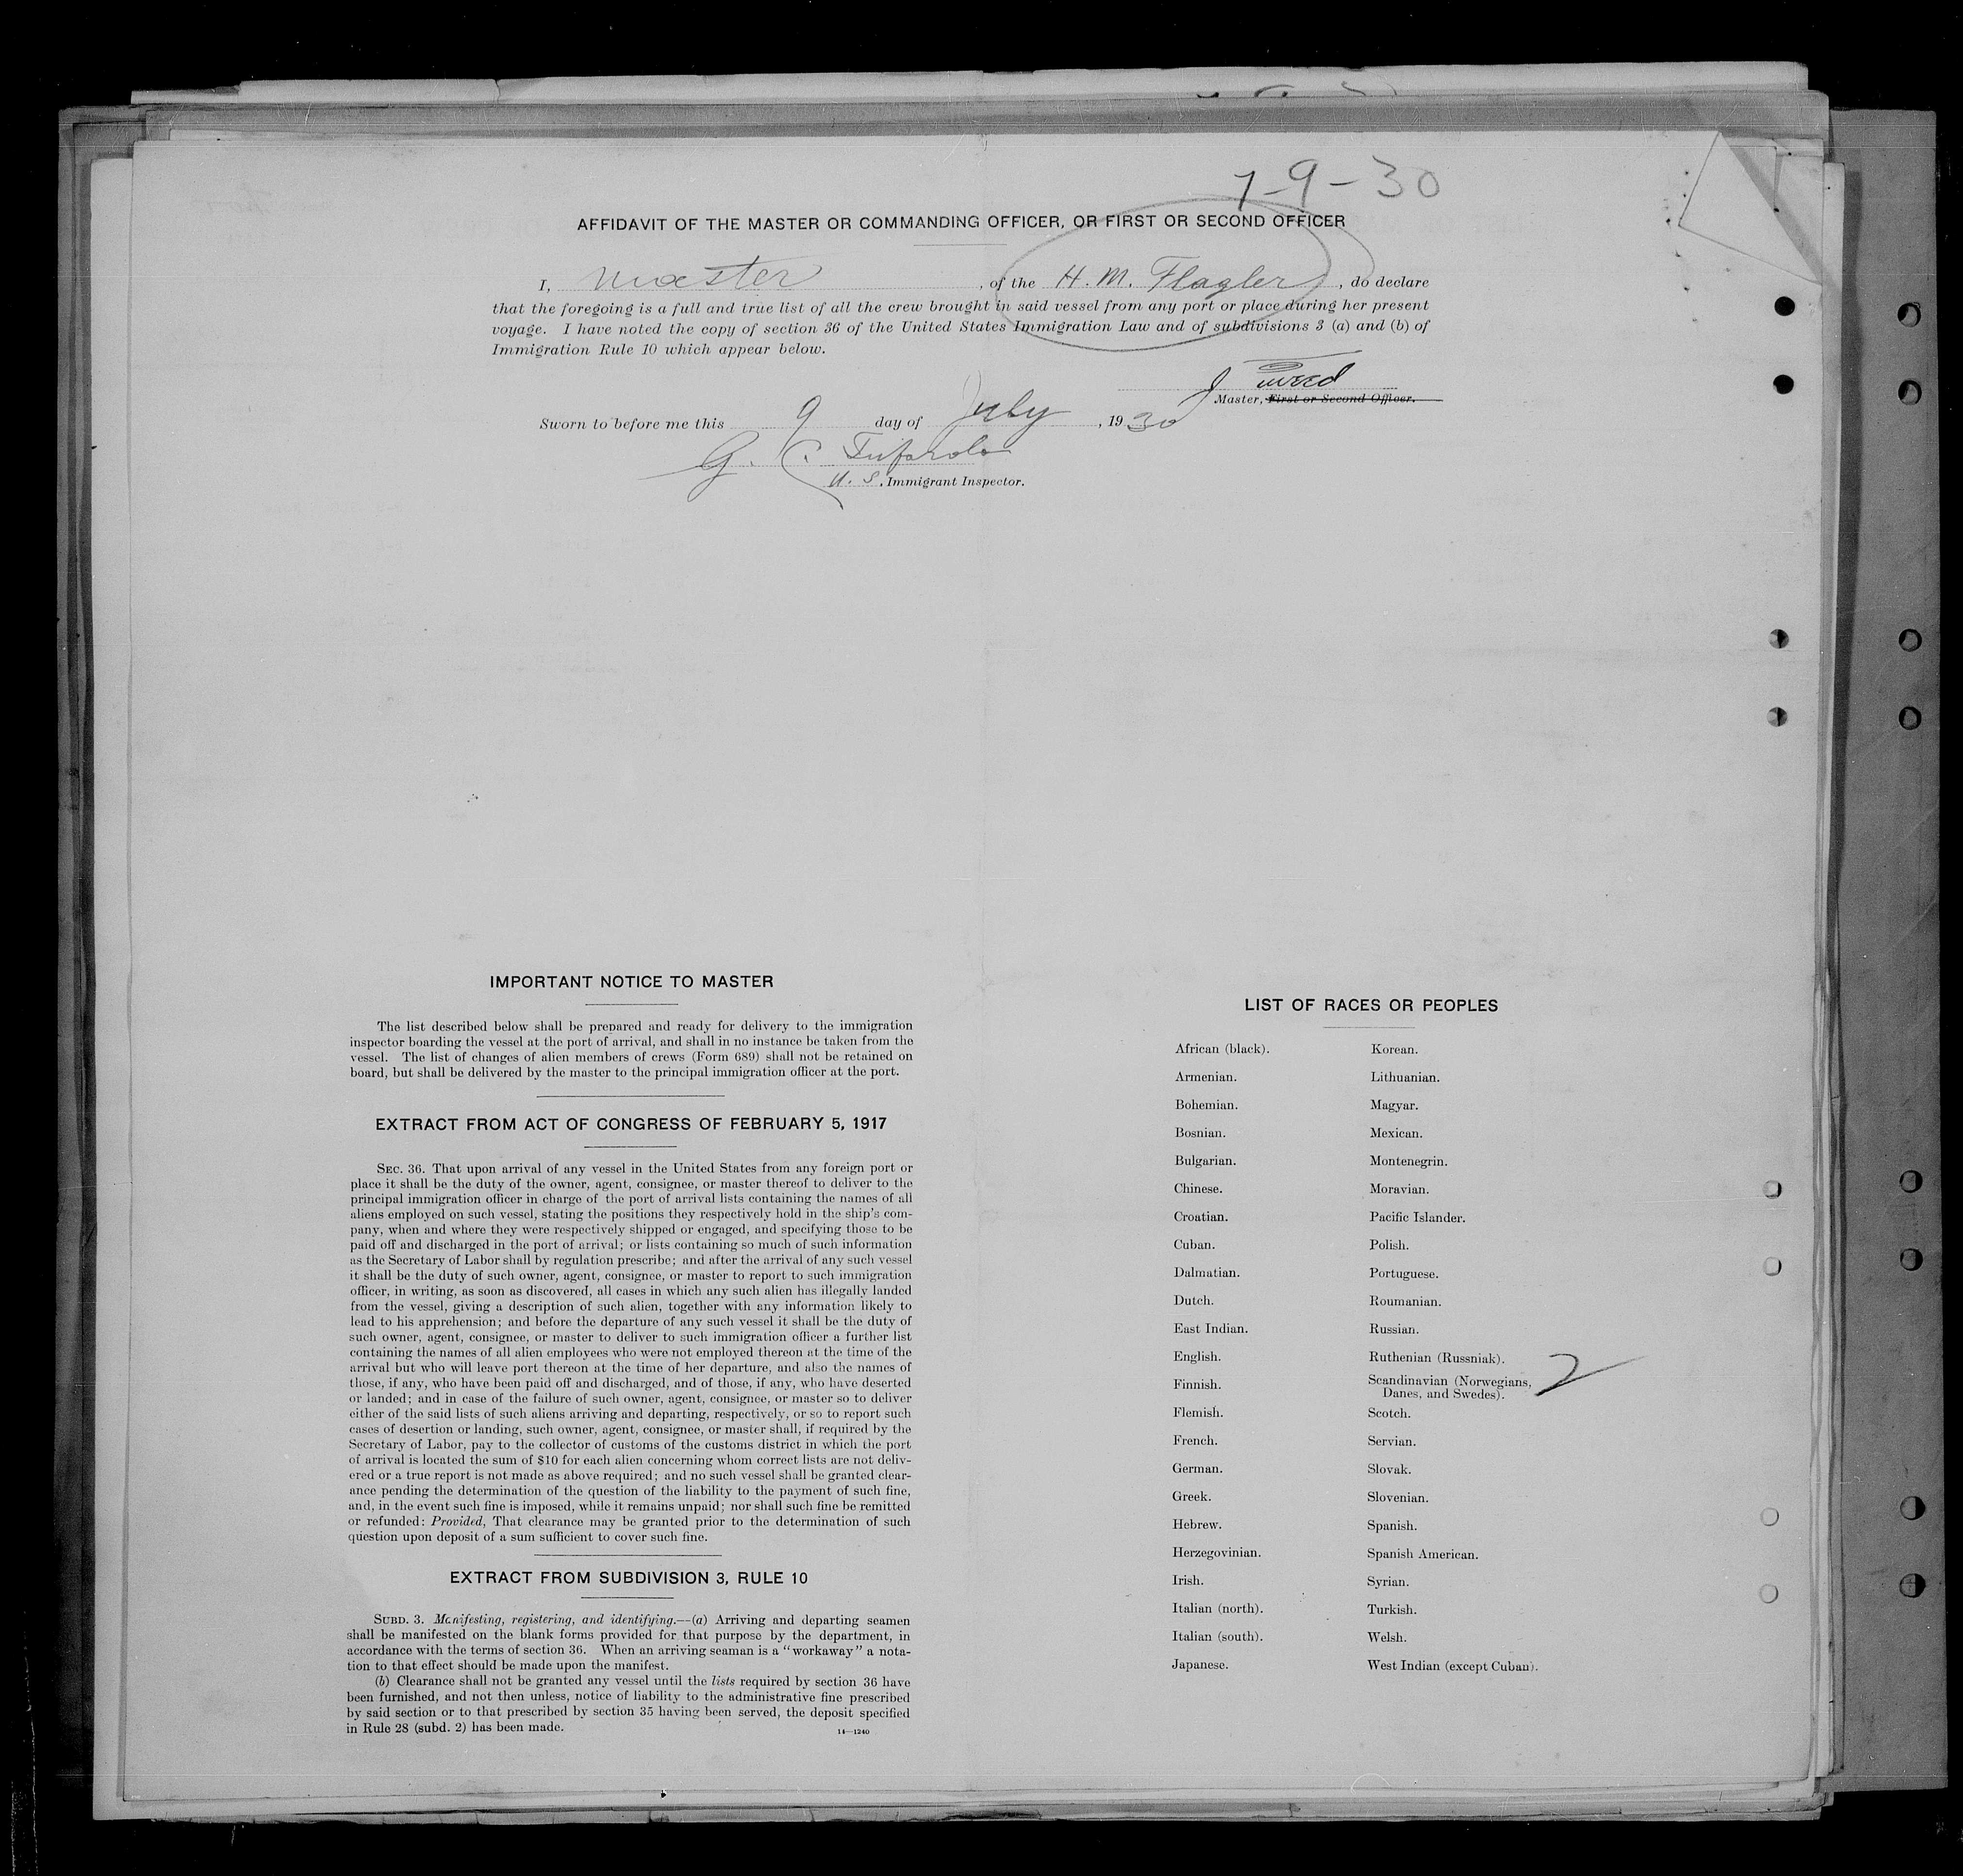 7-9-30
AFFIDAVIT OF THE MASTER OR COMMANDING OFFICER, OR FIRST OR SECOND OFFICER
I, master, of the H. M. Flagler, do declare
that the foregoing is a full and true list of all the crew brought in said vessel from any port or place during her present
voyage. I have noted the copy of section 36 of the United States Immigration Law and of subdivisions 3 (a) and (b) of
Immigration Rule 10 which appear below.
J
Master, First or Second Officer.
Sworn to before me this 9 day of July, 1930
G. C.
U. S. Immigrant Inspector.
IMPORTANT NOTICE TO MASTER
The list described below shall be prepared and ready for delivery to the immigration
inspector boarding the vessel at the port of arrival, and shall in no instance be taken from the
vessel. The list of changes of alien members of crews (Form 689) shall not be retained on
board, but shall be delivered by the master to the principal immigration officer at the port.
EXTRACT FROM ACT OF CONGRESS OF FEBRUARY 5, 1917
SEC. 36. That upon arrival of any vessel in the United States from any foreign port or
place it shall be the duty of the owner, agent, consignee, or master thereof to deliver to the
principal immigration officer in charge of the port of arrival lists containing the names of all
aliens employed on such vessel, stating the positions they respectively hold in the ship's com-
pany, when and where they were respectively shipped or engaged, and specifying those to be
paid off and discharged in the port of arrival; or lists containing so much of such information
as the Secretary of Labor shall by regulation prescribe; and after the arrival of any such vessel
it shall be the duty of such owner, agent, consignee, or master to report to such immigration
officer, in writing, as soon as discovered, all cases in which any such alien has illegally landed
from the vessel, giving a description of such alien, together with any information likely to
lead to his apprehension; and before the departure of any such vessel it shall be the duty of
such owner, agent, consignee, or master to deliver to such immigration officer a further list
containing the names of all alien employees who were not employed thereon at the time of the
arrival but who will leave port thereon at the time of her departure, and also the names of
those, if any, who have been paid off and discharged, and of those, if any, who have deserted
or landed; and in case of the failure of such owner, agent, consignee, or master so to deliver
either of the said lists of such aliens arriving and departing, respectively, or so to report such
cases of desertion or landing, such owner, agent, consignee, or master shall, if required by the
Secretary of Labor, pay to the collector of customs of the customs district in which the port
of arrival is located the sum of $10 for each alien concerning whom correct lists are not deliv-
ered or a true report is not made as above required; and no such vessel shall be granted clear-
ance pending the determination of the question of the liability to the payment of such fine,
and, in the event such fine is imposed, while it remains unpaid; nor shall such fine be remitted
or refunded: Provided, That clearance may be granted prior to the determination of such
question upon deposit of a sum sufficient to cover such fine.
EXTRACT FROM SUBDIVISION 3, RULE 10
SUBD. 3. Manifesting, registering, and identifying.—(a) Arriving and departing seamen
shall be manifested on the blank forms provided for that purpose by the department, in
accordance with the terms of section 36. When an arriving seaman is a "workaway" a nota-
tion to that effect should be made upon the manifest.
(b) Clearance shall not be granted any vessel until the lists required by section 36 have
been furnished, and not then unless, notice of liability to the administrative fine prescribed
by said section or to that prescribed by section 35 having been served, the deposit specified
in Rule 28 (subd. 2) has been made.
14—1240
LIST OF RACES OR PEOPLES
African (black).
Armenian.
Bohemian.
Bosnian.
Bulgarian.
Chinese.
Croatian.
Cuban.
Dalmatian.
Dutch.
East Indian.
English.
Finnish.
Flemish.
French.
German.
Greek.
Hebrew.
Herzegovinian.
Irish.
Italian (north).
Italian (south).
Japanese.
Korean.
Lithuanian.
Magyar.
Mexican.
Montenegrin.
Moravian.
Pacific Islander.
Polish.
Portuguese.
Roumanian.
Russian.
Ruthenian (Russniak).
Scandinavian (Norwegians,
Danes, and Swedes).
2
Scotch.
Servian.
Slovak.
Slovenian.
Spanish.
Spanish American.
Syrian.
Turkish.
Welsh.
West Indian (except Cuban).